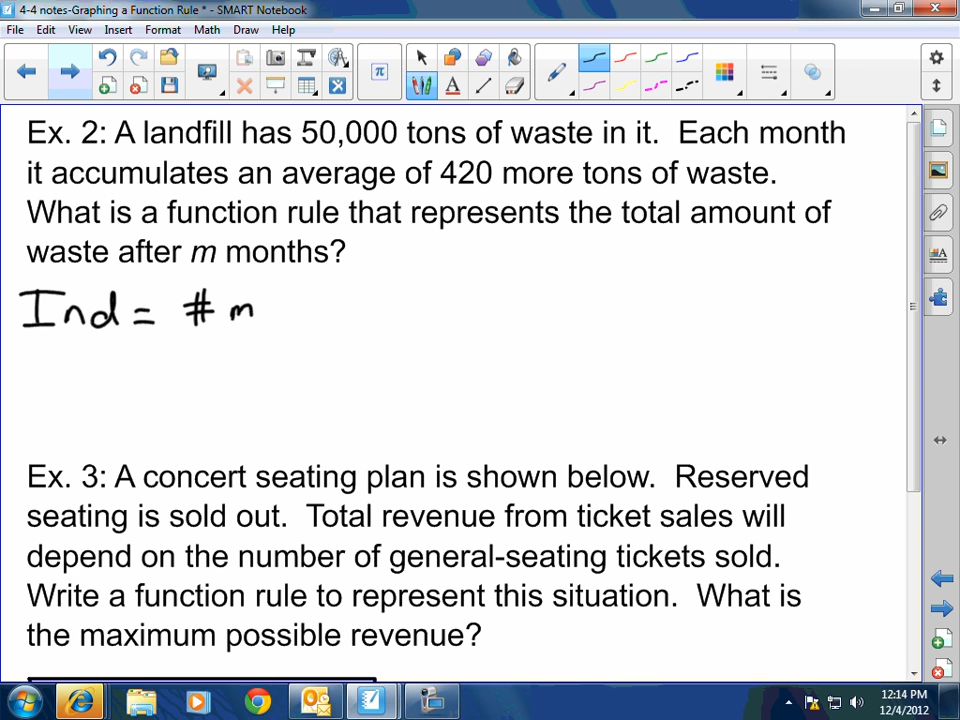 4-4 notes-Graphing a Function Rule * - SMART Notebook
File Edit View Insert Format Math Draw Help
Ex. 2: A landfill has 50,000 tons of waste in it. Each month
it accumulates an average of 420 more tons of waste.
What is a function rule that represents the total amount of
waste after m months?
Ind = # m
Ex. 3: A concert seating plan is shown below. Reserved
seating is sold out. Total revenue from ticket sales will
depend on the number of general-seating tickets sold.
Write a function rule to represent this situation. What is
the maximum possible revenue?
12:14 PM
12/4/2012